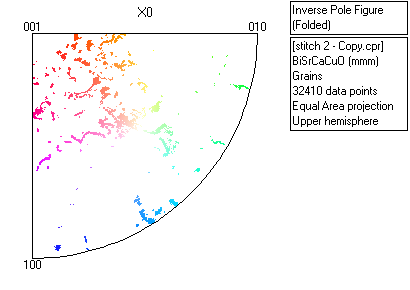 X0
001
010
100
Inverse Pole Figure
(Folded)
[stitch 2 - Copy.cpr]
BiSrCaCuO (mmm)
Grains
32410 data points
Equal Area projection
Upper hemisphere